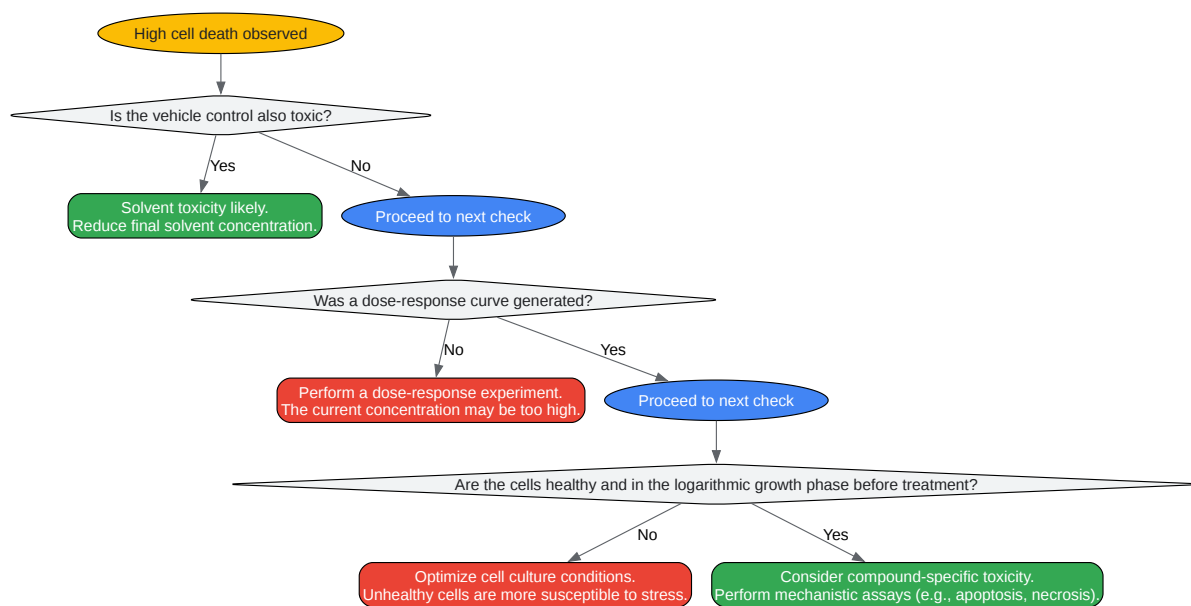 High cell death observed
Is the vehicle control also toxic?
Yes
No
Solvent toxicity likely.
Reduce final solvent concentration.
Proceed to next check
Was a dose-response curve generated?
No
Yes
Perform a dose-response experiment.
The current concentration may be too high.
Proceed to next check
Are the cells healthy and in the logarithmic growth phase before treatment?
No
Yes
Optimize cell culture conditions.
Unhealthy cells are more susceptible to stress.
Consider compound-specific toxicity.
Perform mechanistic assays (e.g., apoptosis, necrosis).